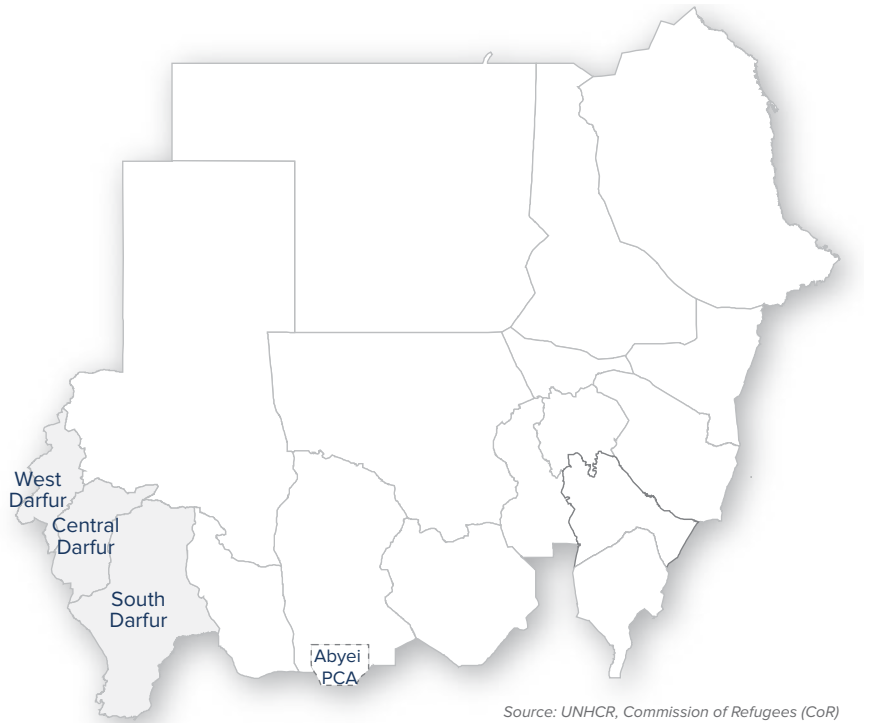 West
Darfur
Central
Darfur
South
Darfur
Abyei
PCA
Source: UNHCR, Commission of Refugees (CoR)